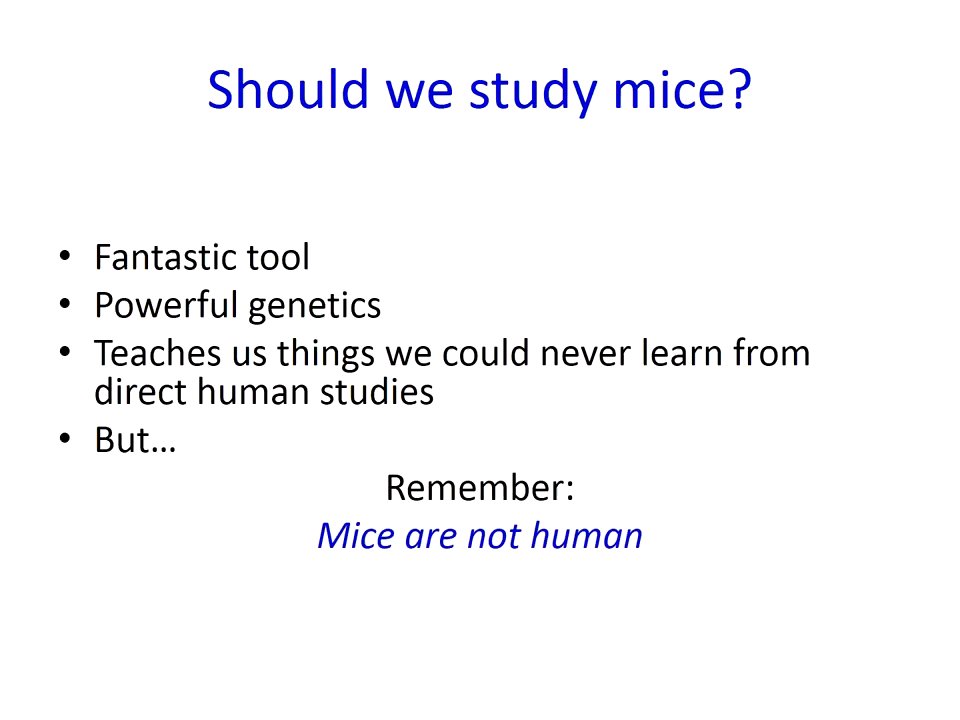 Should we study mice?
• Fantastic tool
• Powerful genetics
• Teaches us things we could never learn from
direct human studies
• But…
Remember:
Mice are not human